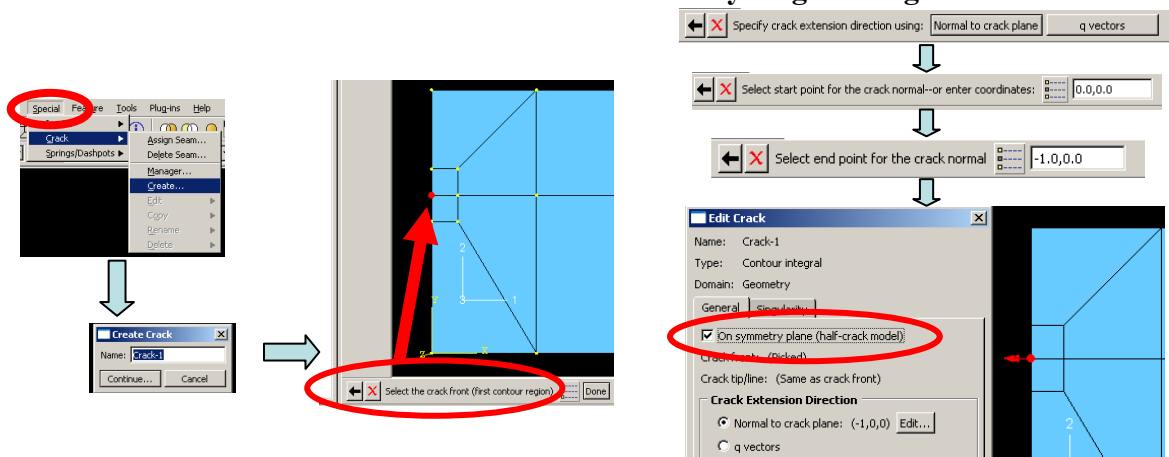 Special Feature Tools Plug-ins Help
Crack
Springs/Dashpots
Assign Seam...
Delete Seam...
Manager...
Create...
Edit
Copy
Rename
Delete
Create Crack
Name: Crack-1
Continue... Cancel
2
Y
3 1
Z X
Select the crack front (first contour region) Done
Specify crack extension direction using: Normal to crack plane q vectors
Select start point for the crack normal--or enter coordinates: 0.0,0.0
Select end point for the crack normal -1.0,0.0
Edit Crack
Name: Crack-1
Type: Contour integral
Domain: Geometry
General Singularity
On symmetry plane (half-crack model)
Crack front: (Picked)
Crack tip/line: (Same as crack front)
Crack Extension Direction
Normal to crack plane: (-1,0,0) Edit...
q vectors
2